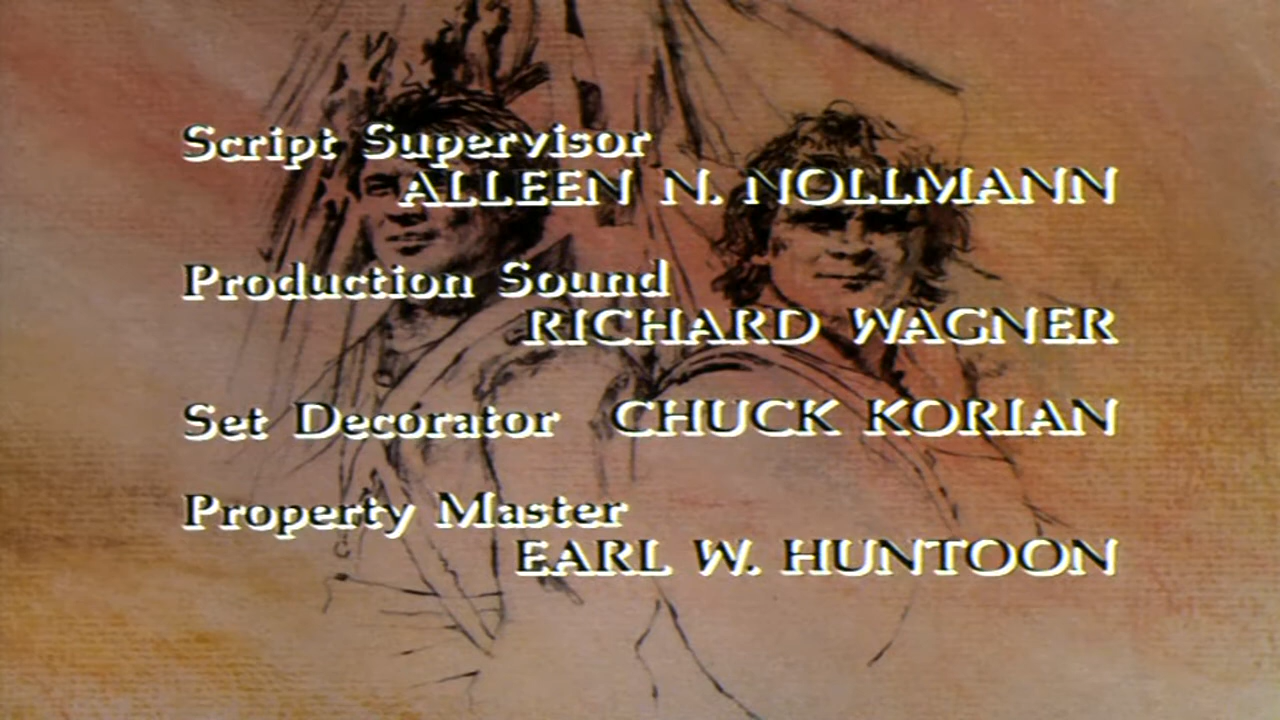 Script Supervisor
ALLEEN N. NOLLMANN
Production Sound
RICHARD WAGNER
Set Decorator CHUCK KORIAN
Property Master
EARL W. HUNTOON